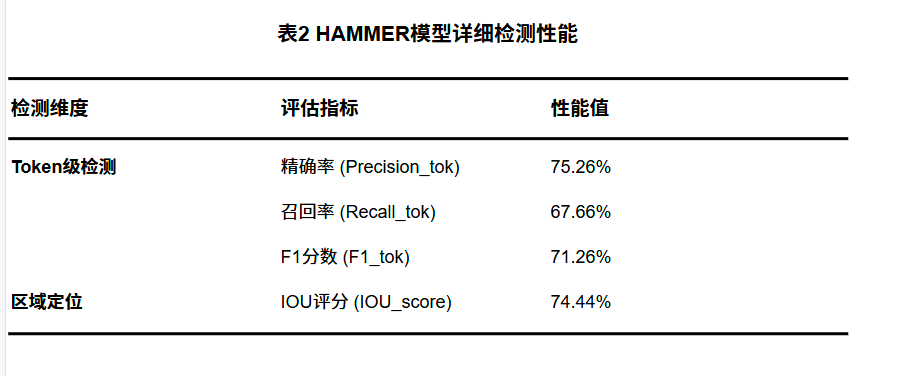 表2 HAMMER模型详细检测性能
检测维度 评估指标 性能值
Token级检测 精确率 (Precision_tok) 75.26%
召回率 (Recall_tok) 67.66%
F1分数 (F1_tok) 71.26%
区域定位 IOU评分 (IOU_score) 74.44%